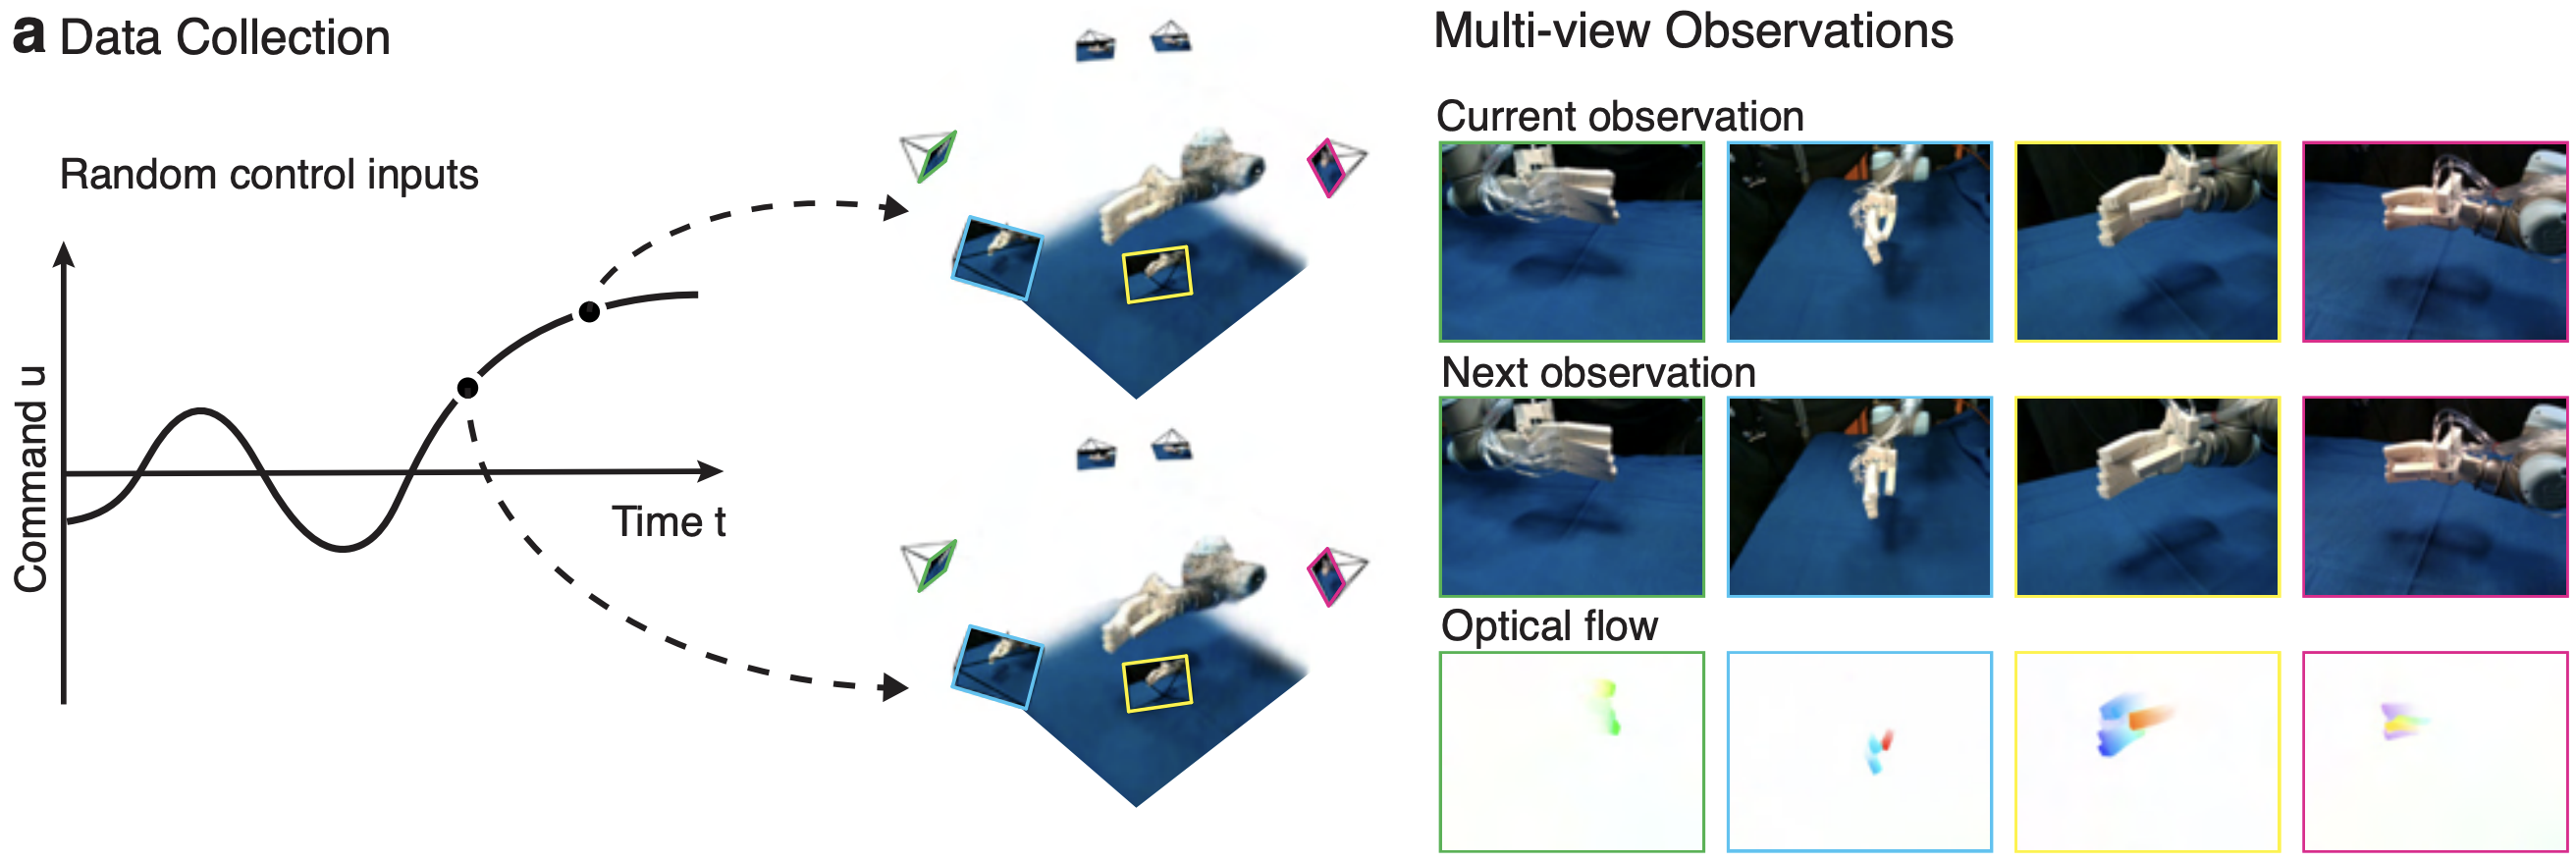 a Data Collection
Random control inputs
Command u
Time t
Multi-view Observations
Current observation
Next observation
Optical flow